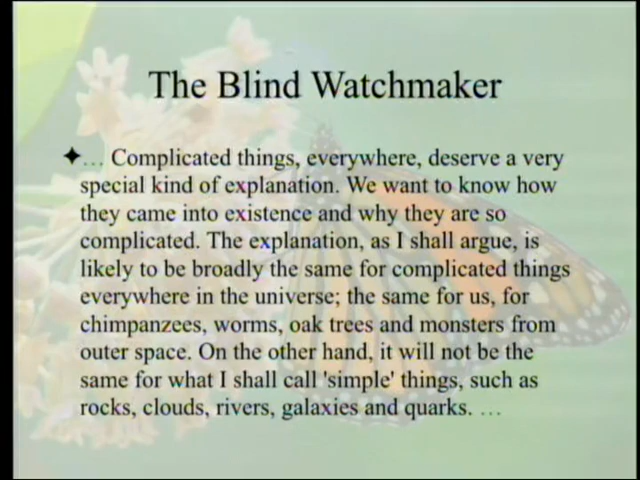 The Blind Watchmaker
… Complicated things, everywhere, deserve a very
special kind of explanation. We want to know how
they came into existence and why they are so
complicated. The explanation, as I shall argue, is
likely to be broadly the same for complicated things
everywhere in the universe; the same for us, for
chimpanzees, worms, oak trees and monsters from
outer space. On the other hand, it will not be the
same for what I shall call 'simple' things, such as
rocks, clouds, rivers, galaxies and quarks. …